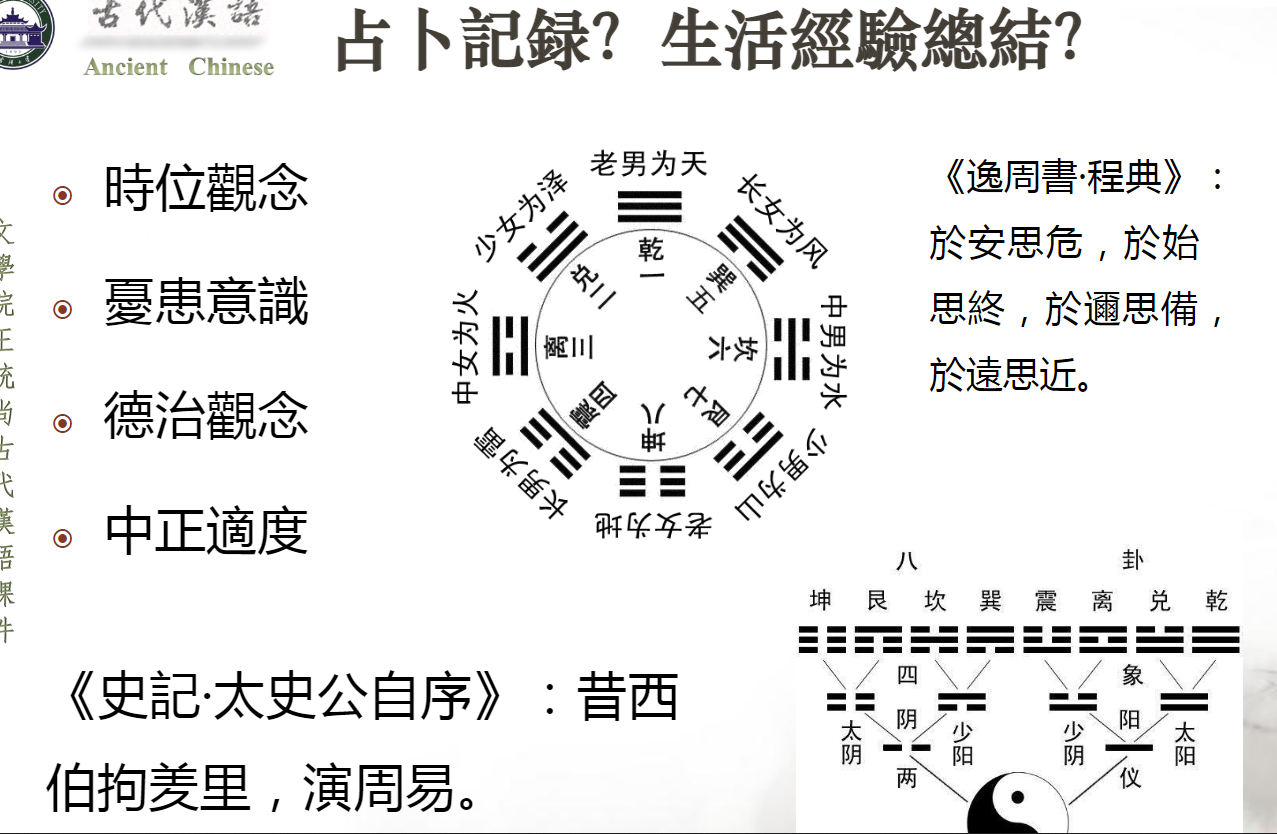 古代漢語
Ancient Chinese
占卜記録？生活經驗總結？
時位觀念
憂患意識
德治觀念
中正適度
老男为天
长女为风
中男为水
少男为山
老女为地
长男为雷
中女为火
少女为泽
乾一
兑二
离三
震四
巽五
坎六
艮七
坤八
《逸周書·程典》：
於安思危，於始
思終，於邇思備，
於遠思近。
《史記·太史公自序》：昔西
伯拘羑里，演周易。
八 卦
坤 艮 坎 巽 震 离 兑 乾
四 象
太阴 阴 少阳 少阴 阳 太阳
两 仪
文學院王統尚古代漢語課件